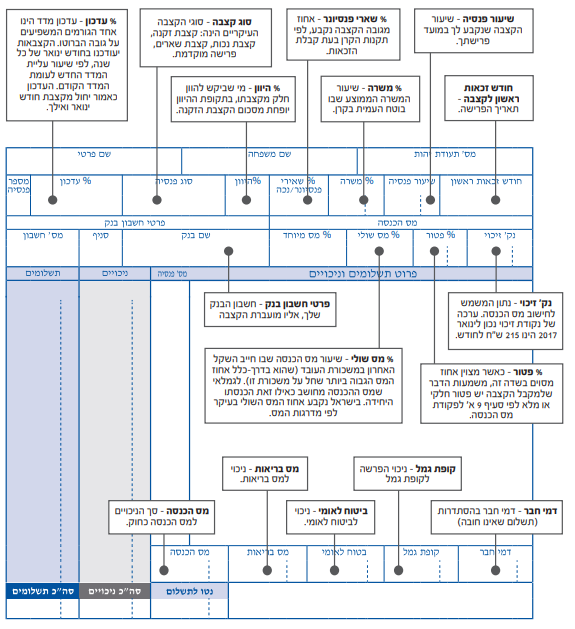 % עדכון - עדכון מדד הינו
אחד הגורמים המשפיעים
על גובה הברוטו. הקצבאות
יעודכנו בחודש ינואר של כל
שנה, לפי שיעור עליית
המדד החדש לעומת
המדד הקודם. העדכון
כאמור יחול מקצבת חודש
ינואר ואילך.
סוג קצבה - סוגי הקצבה
העיקריים הינה: קצבת זקנה,
קצבת נכות, קצבת שארים,
פרישה מוקדמת.
% שארי פנסיונר - אחוז
מגובה הקצבה נקבע, לפי
תקנות הקרן בעת קבלת
הזכאות.
שיעור פנסיה - שיעור
הקצבה שנקבע לך במועד
פרישתך.
% היוון - מי שביקש להוון
חלק מקצבתו, בתקופת ההיוון
יופחת מסכום הקצבה הזקנה.
% משרה - שיעור
המשרה הממוצע שבו
בוטח העמית בקרן.
חודש זכאות
ראשון לקצבה -
תאריך הפרישה.
מס' תעודת זהות
שם משפחה
שם פרטי
חודש זכאות ראשון
שיעור פנסיה
% משרה
% שאירי
פנסיונר/נכה
%היוון
סוג פנסיה
% עדכון
מספר
פנסיה
מס הכנסה
פרטי חשבון בנק
נק' זיכוי
% פטור
% מס שולי
% מס מיוחד
שם בנק
סניף
מס' חשבון
פרוט תשלומים וניכויים
מס' פנסיה
ניכויים
תשלומים
נק' זיכוי - נתון המשמש
לחישוב מס הכנסה. ערכה
של נקודת זיכוי נכון לינואר
2017 הינו 215 ש"ח לחודש.
פרטי חשבון בנק - חשבון הבנק
שלך, אליו מועברת הקצבה
% מס שולי - שיעור מס הכנסה שבו חייב השקל
האחרון במשכורת העובד (שהוא בדרך-כלל אחוז
המס הגבוה ביותר שחל על משכורת זו). לגמלאי
שמס ההכנסה מחושב כאילו זאת הכנסתו
היחידה. בישראל נקבע אחוז המס השולי בעיקר
לפי מדרגות המס.
% פטור - כאשר מצוין אחוז
מסוים בשדה זה, משמעות הדבר
שלמקבל הקצבה יש פטור חלקי
או מלא לפי סעיף 9 א' לפקודת
מס הכנסה.
קופת גמל - ניכוי הפרשה
לקופת גמל
מס בריאות - ניכוי
למס בריאות.
דמי חבר - דמי חבר בהסתדרות
(תשלום שאינו חובה)
ביטוח לאומי - ניכוי
לביטוח לאומי.
מס הכנסה - סך הניכויים
למס הכנסה כחוק.
דמי חבר
קופת גמל
בטוח לאומי
מס בריאות
מס הכנסה
נטו לתשלום
סה"כ ניכויים
סה"כ תשלומים